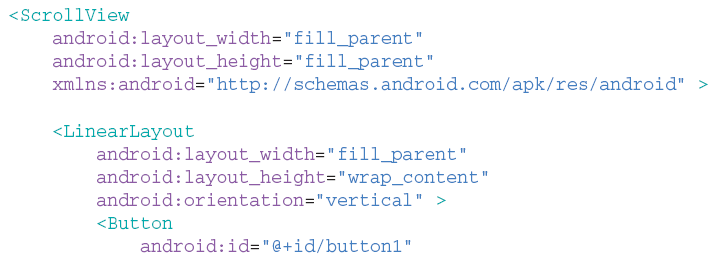 <ScrollView
    android:layout_width="fill_parent"
    android:layout_height="fill_parent"
    xmlns:android="http://schemas.android.com/apk/res/android" >

    <LinearLayout
        android:layout_width="fill_parent"
        android:layout_height="wrap_content"
        android:orientation="vertical" >
        <Button
            android:id="@+id/button1"